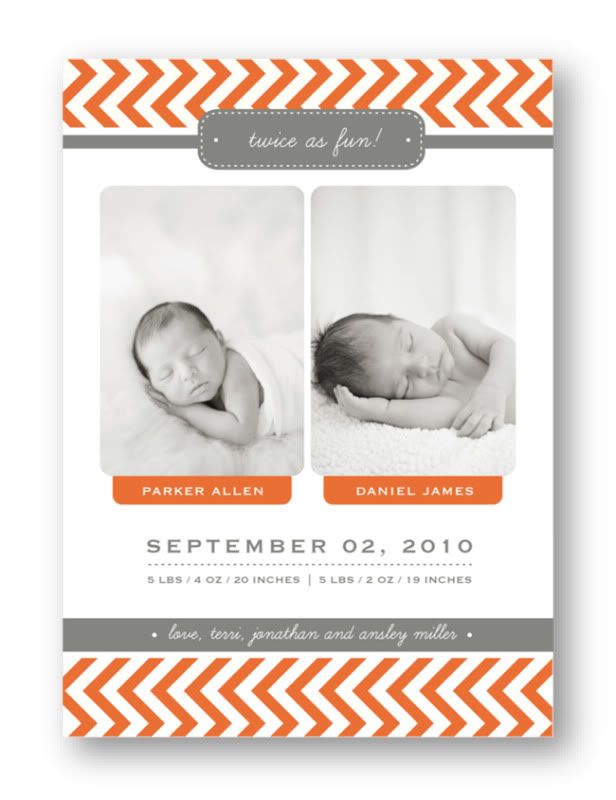 • twice as fun! •
PARKER ALLEN
DANIEL JAMES
SEPTEMBER 02, 2010
5 LBS / 4 OZ / 20 INCHES | 5 LBS / 2 OZ / 19 INCHES
• love, terri, jonathan and ansley miller •